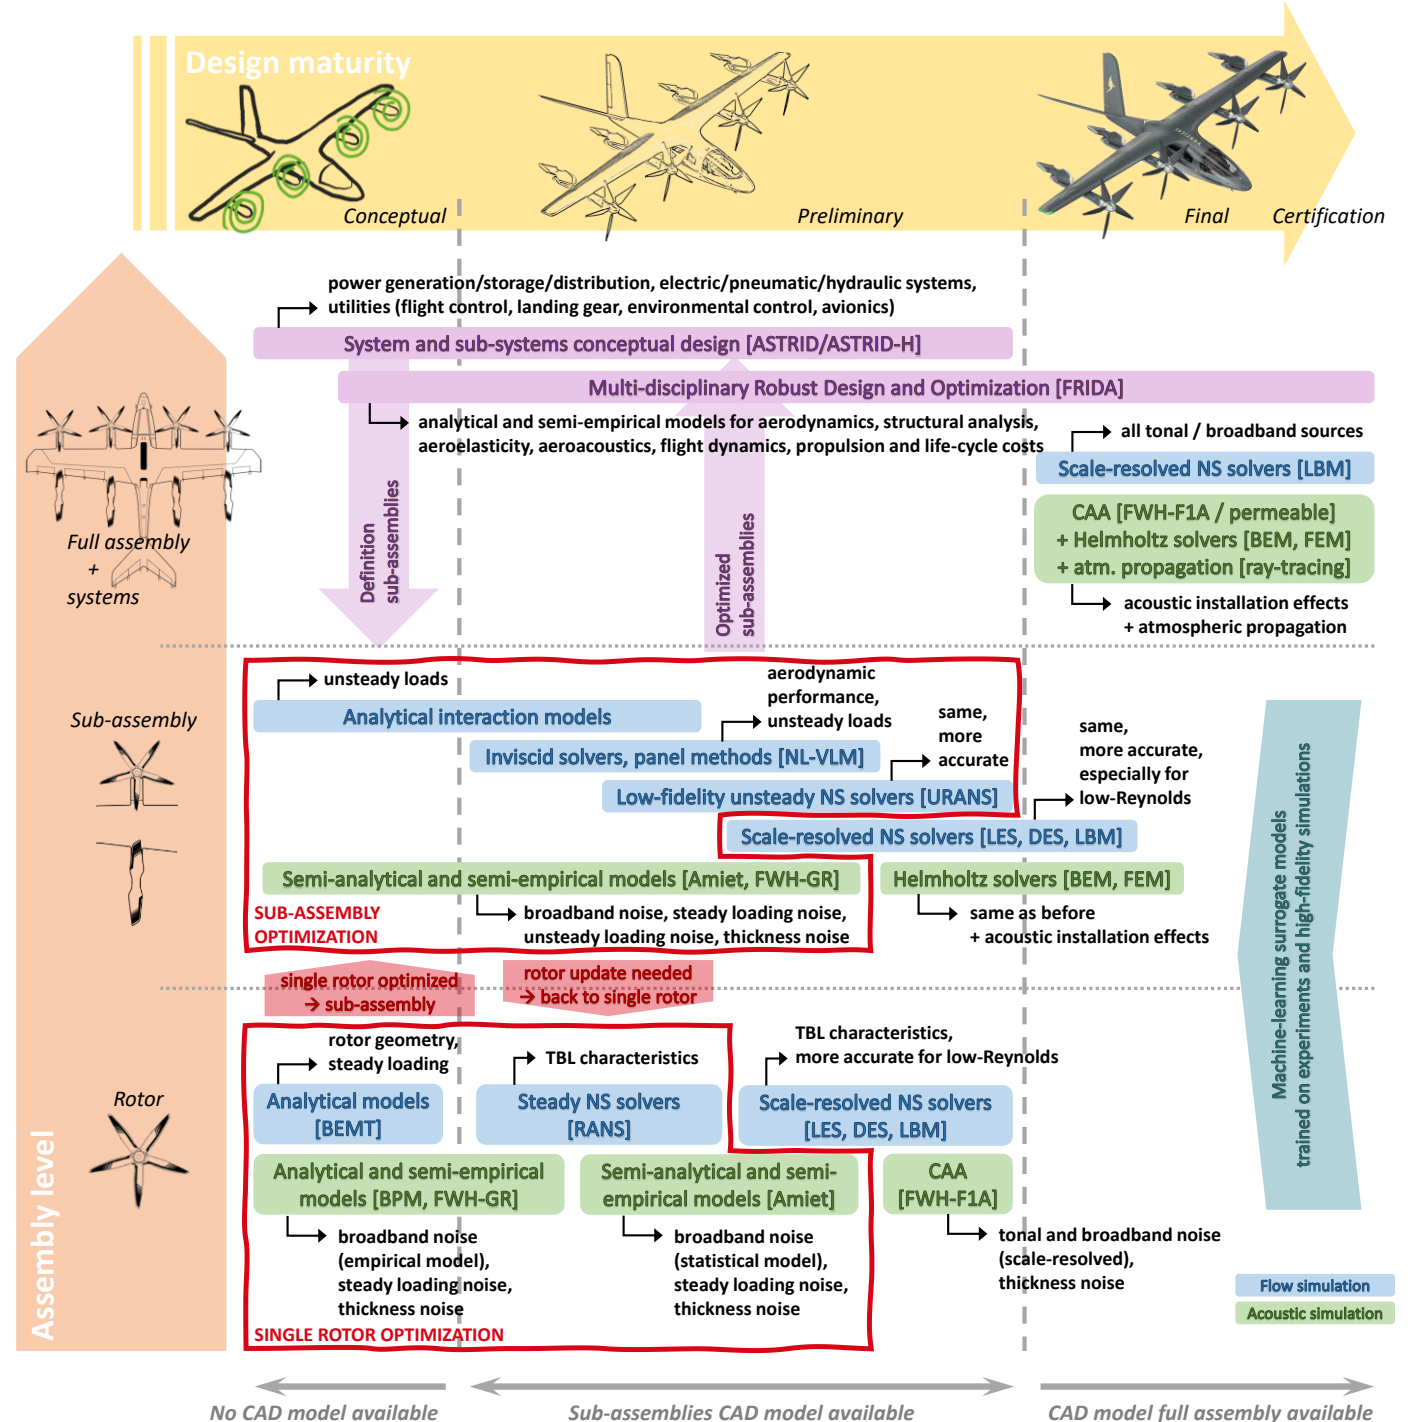 Design maturity
Conceptual
Preliminary
Final
Certification
power generation/storage/distribution, electric/pneumatic/hydraulic systems,
utilities (flight control, landing gear, environmental control, avionics)
System and sub-systems conceptual design [ASTRID/ASTRID-H]
Multi-disciplinary Robust Design and Optimization [FRIDA]
analytical and semi-empirical models for aerodynamics, structural analysis,
aeroelasticity, aeroacoustics, flight dynamics, propulsion and life-cycle costs
all tonal / broadband sources
Scale-resolved NS solvers [LBM]
CAA [FWH-F1A / permeable]
+ Helmholtz solvers [BEM, FEM]
+ atm. propagation [ray-tracing]
acoustic installation effects
+ atmospheric propagation
Definition
sub-assemblies
Optimized
sub-assemblies
Full assembly
+
systems
unsteady loads
Analytical interaction models
aerodynamic
performance,
unsteady loads
Inviscid solvers, panel methods [NL-VLM]
same,
more
accurate
Low-fidelity unsteady NS solvers [URANS]
same,
more accurate,
especially for
low-Reynolds
Scale-resolved NS solvers [LES, DES, LBM]
Sub-assembly
Semi-analytical and semi-empirical models [Amiet, FWH-GR]
Helmholtz solvers [BEM, FEM]
SUB-ASSEMBLY
OPTIMIZATION
broadband noise, steady loading noise,
unsteady loading noise, thickness noise
same as before
+ acoustic installation effects
single rotor optimized
→ sub-assembly
rotor update needed
→ back to single rotor
Machine-learning surrogate models
trained on experiments and high-fidelity simulations
rotor geometry,
steady loading
TBL characteristics
TBL characteristics,
more accurate for low-Reynolds
Rotor
Analytical models
[BEMT]
Steady NS solvers
[RANS]
Scale-resolved NS solvers
[LES, DES, LBM]
Analytical and semi-empirical
models [BPM, FWH-GR]
Semi-analytical and semi-
empirical models [Amiet]
CAA
[FWH-F1A]
broadband noise
(empirical model),
steady loading noise,
thickness noise
broadband noise
(statistical model),
steady loading noise,
thickness noise
tonal and broadband noise
(scale-resolved),
thickness noise
SINGLE ROTOR OPTIMIZATION
Assembly level
Flow simulation
Acoustic simulation
No CAD model available
Sub-assemblies CAD model available
CAD model full assembly available